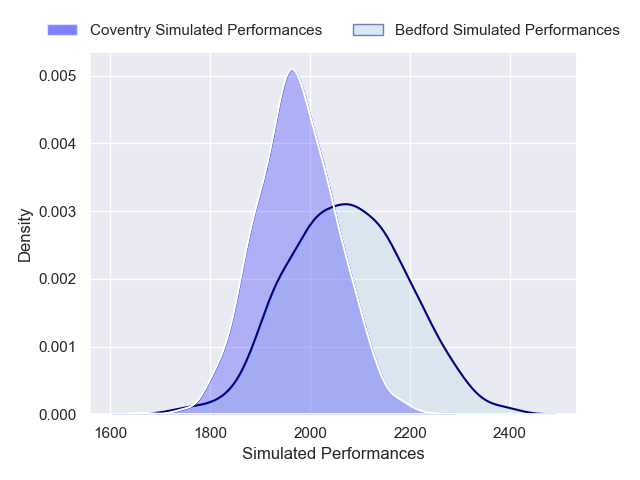 Coventry Simulated Performances Bedford Simulated Performances
0.005
0.004
0.003
0.002
0.001
0.000
Density
1600 1800 2000 2200 2400
Simulated Performances